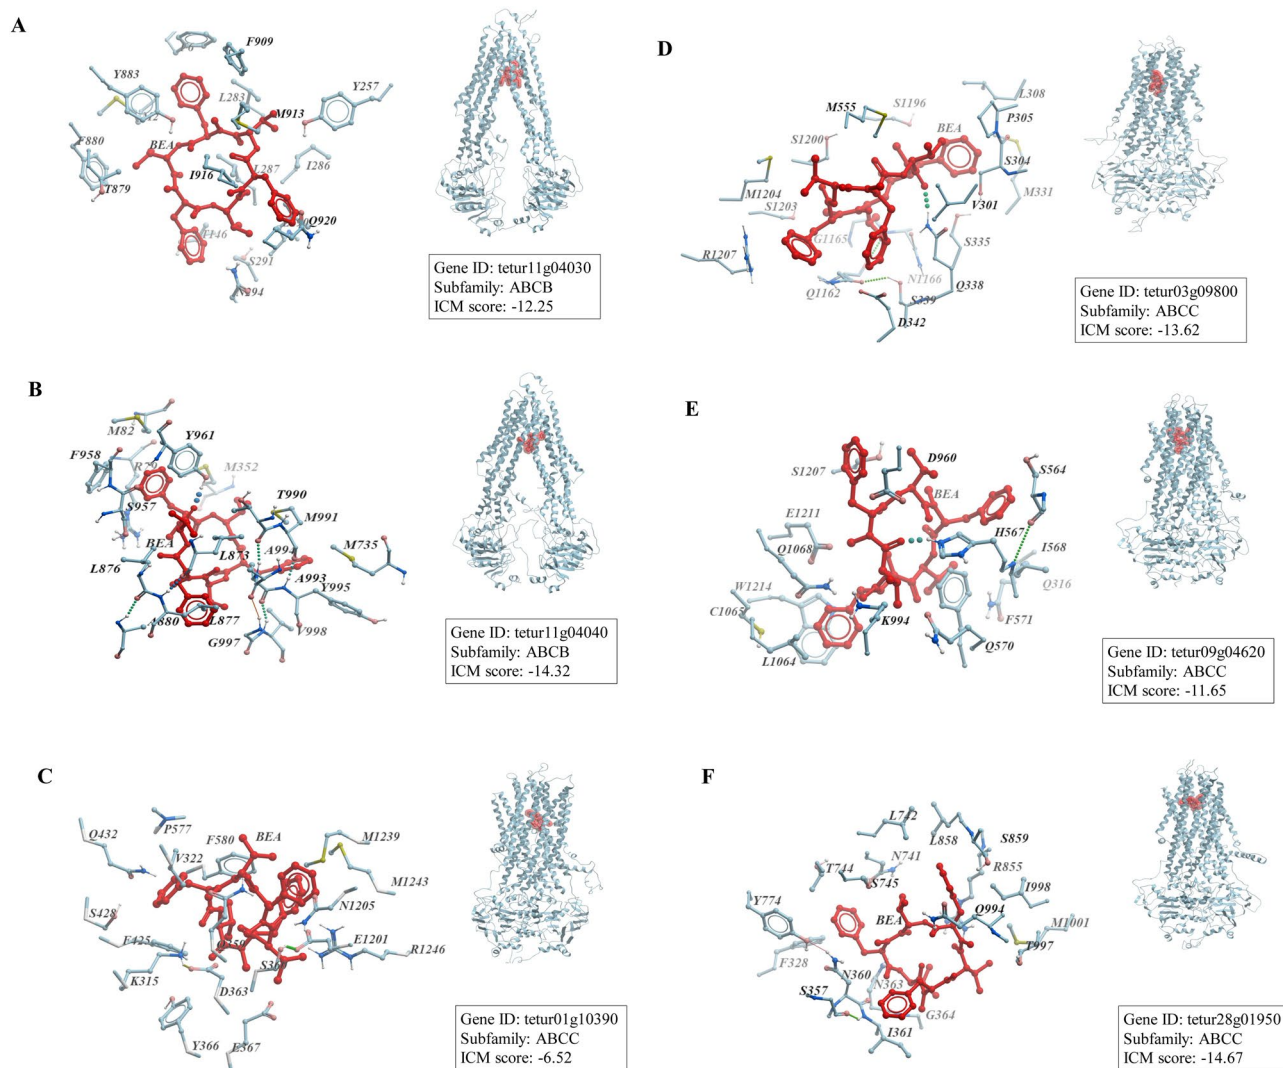 A
F909
Y883
L283
M913
Y257
F880
BEA
I916
L287
I286
T879
Q920
S291
Gene ID: tetur11g04030
Subfamily: ABCB
ICM score: -12.25
B
M82
Y961
F958
M352
S957
T990
M991
BEA
L873
A994
M735
L876
A993
Y995
A880
L877
V998
G997
Gene ID: tetur11g04040
Subfamily: ABCB
ICM score: -14.32
C
Q432
P577
F580
BEA
M1239
V322
M1243
S428
N1205
F425
E1201
R1246
K315
D363
Y366
E367
Gene ID: tetur01g10390
Subfamily: ABCC
ICM score: -6.52
D
L308
M555
S1196
P305
BEA
S1200
S304
M1204
M331
S1203
V301
G1165
S335
R1207
N1166
Q1162
Q338
S339
D342
Gene ID: tetur03g09800
Subfamily: ABCC
ICM score: -13.62
E
D960
S1207
S564
BEA
E1211
H567
Q1068
I568
W1214
Q316
C1065
F571
K994
Q570
L1064
Gene ID: tetur09g04620
Subfamily: ABCC
ICM score: -11.65
F
L742
L858
S859
N741
T744
R855
S745
Y774
I998
BEA
Q994
M1001
T997
F328
N360
N363
S357
G364
I361
Gene ID: tetur28g01950
Subfamily: ABCC
ICM score: -14.67